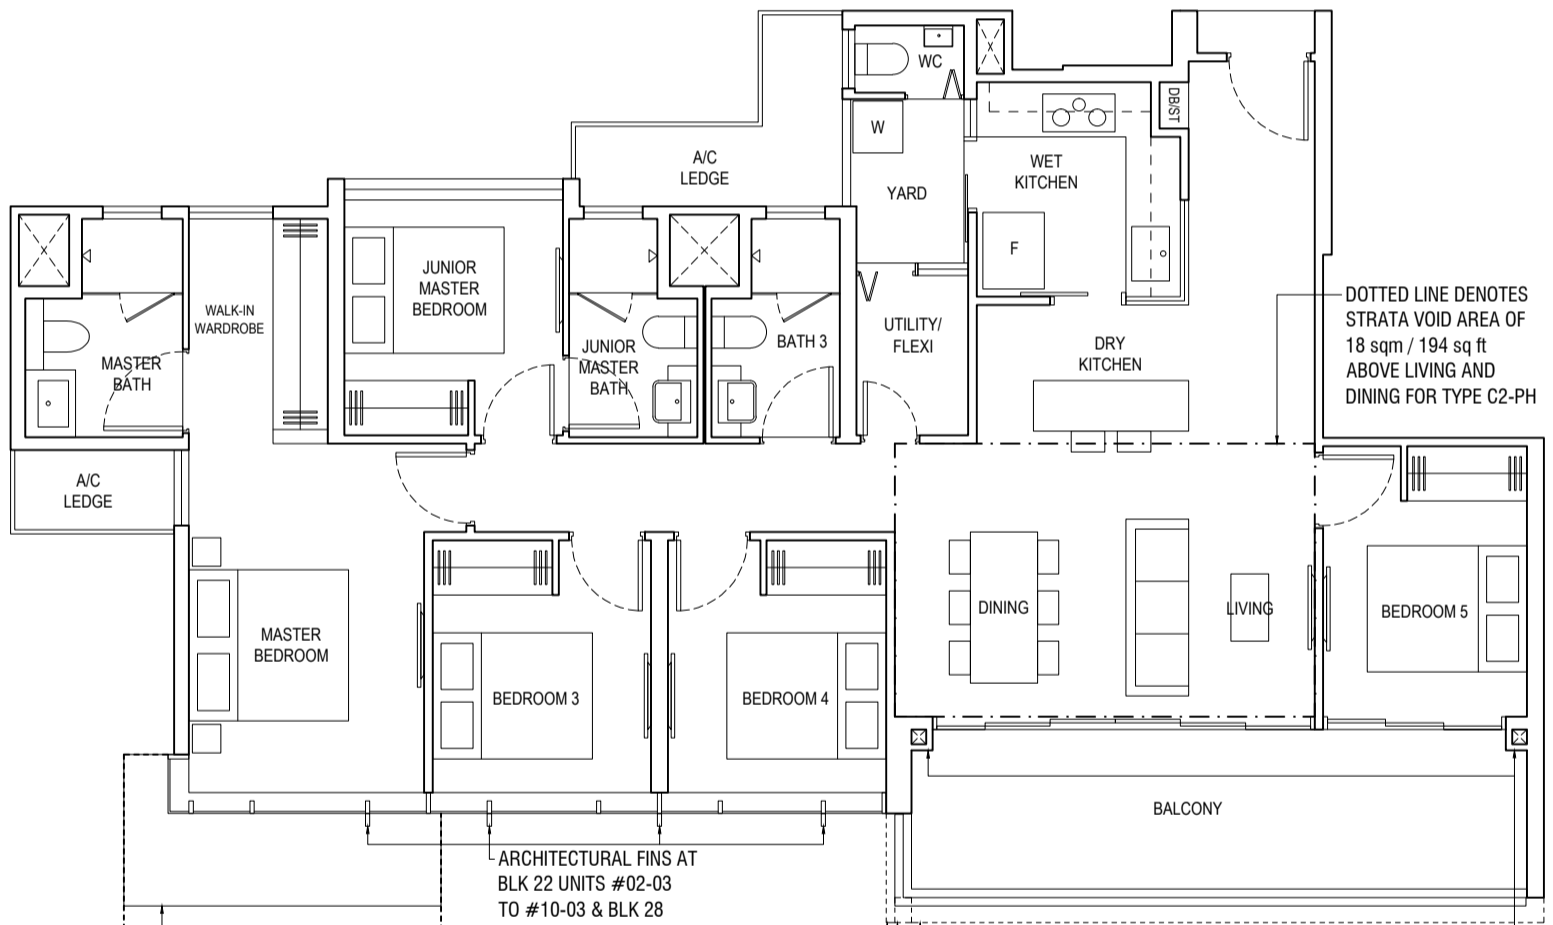 WC
DB/ST
W
A/C
LEDGE
WET
KITCHEN
YARD
F
JUNIOR
MASTER
BEDROOM
WALK-IN
WARDROBE
UTILITY/
FLEXI
BATH 3
DRY
KITCHEN
DOTTED LINE DENOTES
STRATA VOID AREA OF
18 sqm / 194 sq ft
ABOVE LIVING AND
DINING FOR TYPE C2-PH
MASTER
BATH
JUNIOR
MASTER
BATH
A/C
LEDGE
MASTER
BEDROOM
BEDROOM 3
BEDROOM 4
DINING
LIVING
BEDROOM 5
BALCONY
ARCHITECTURAL FINS AT
BLK 22 UNITS #02-03
TO #10-03 & BLK 28